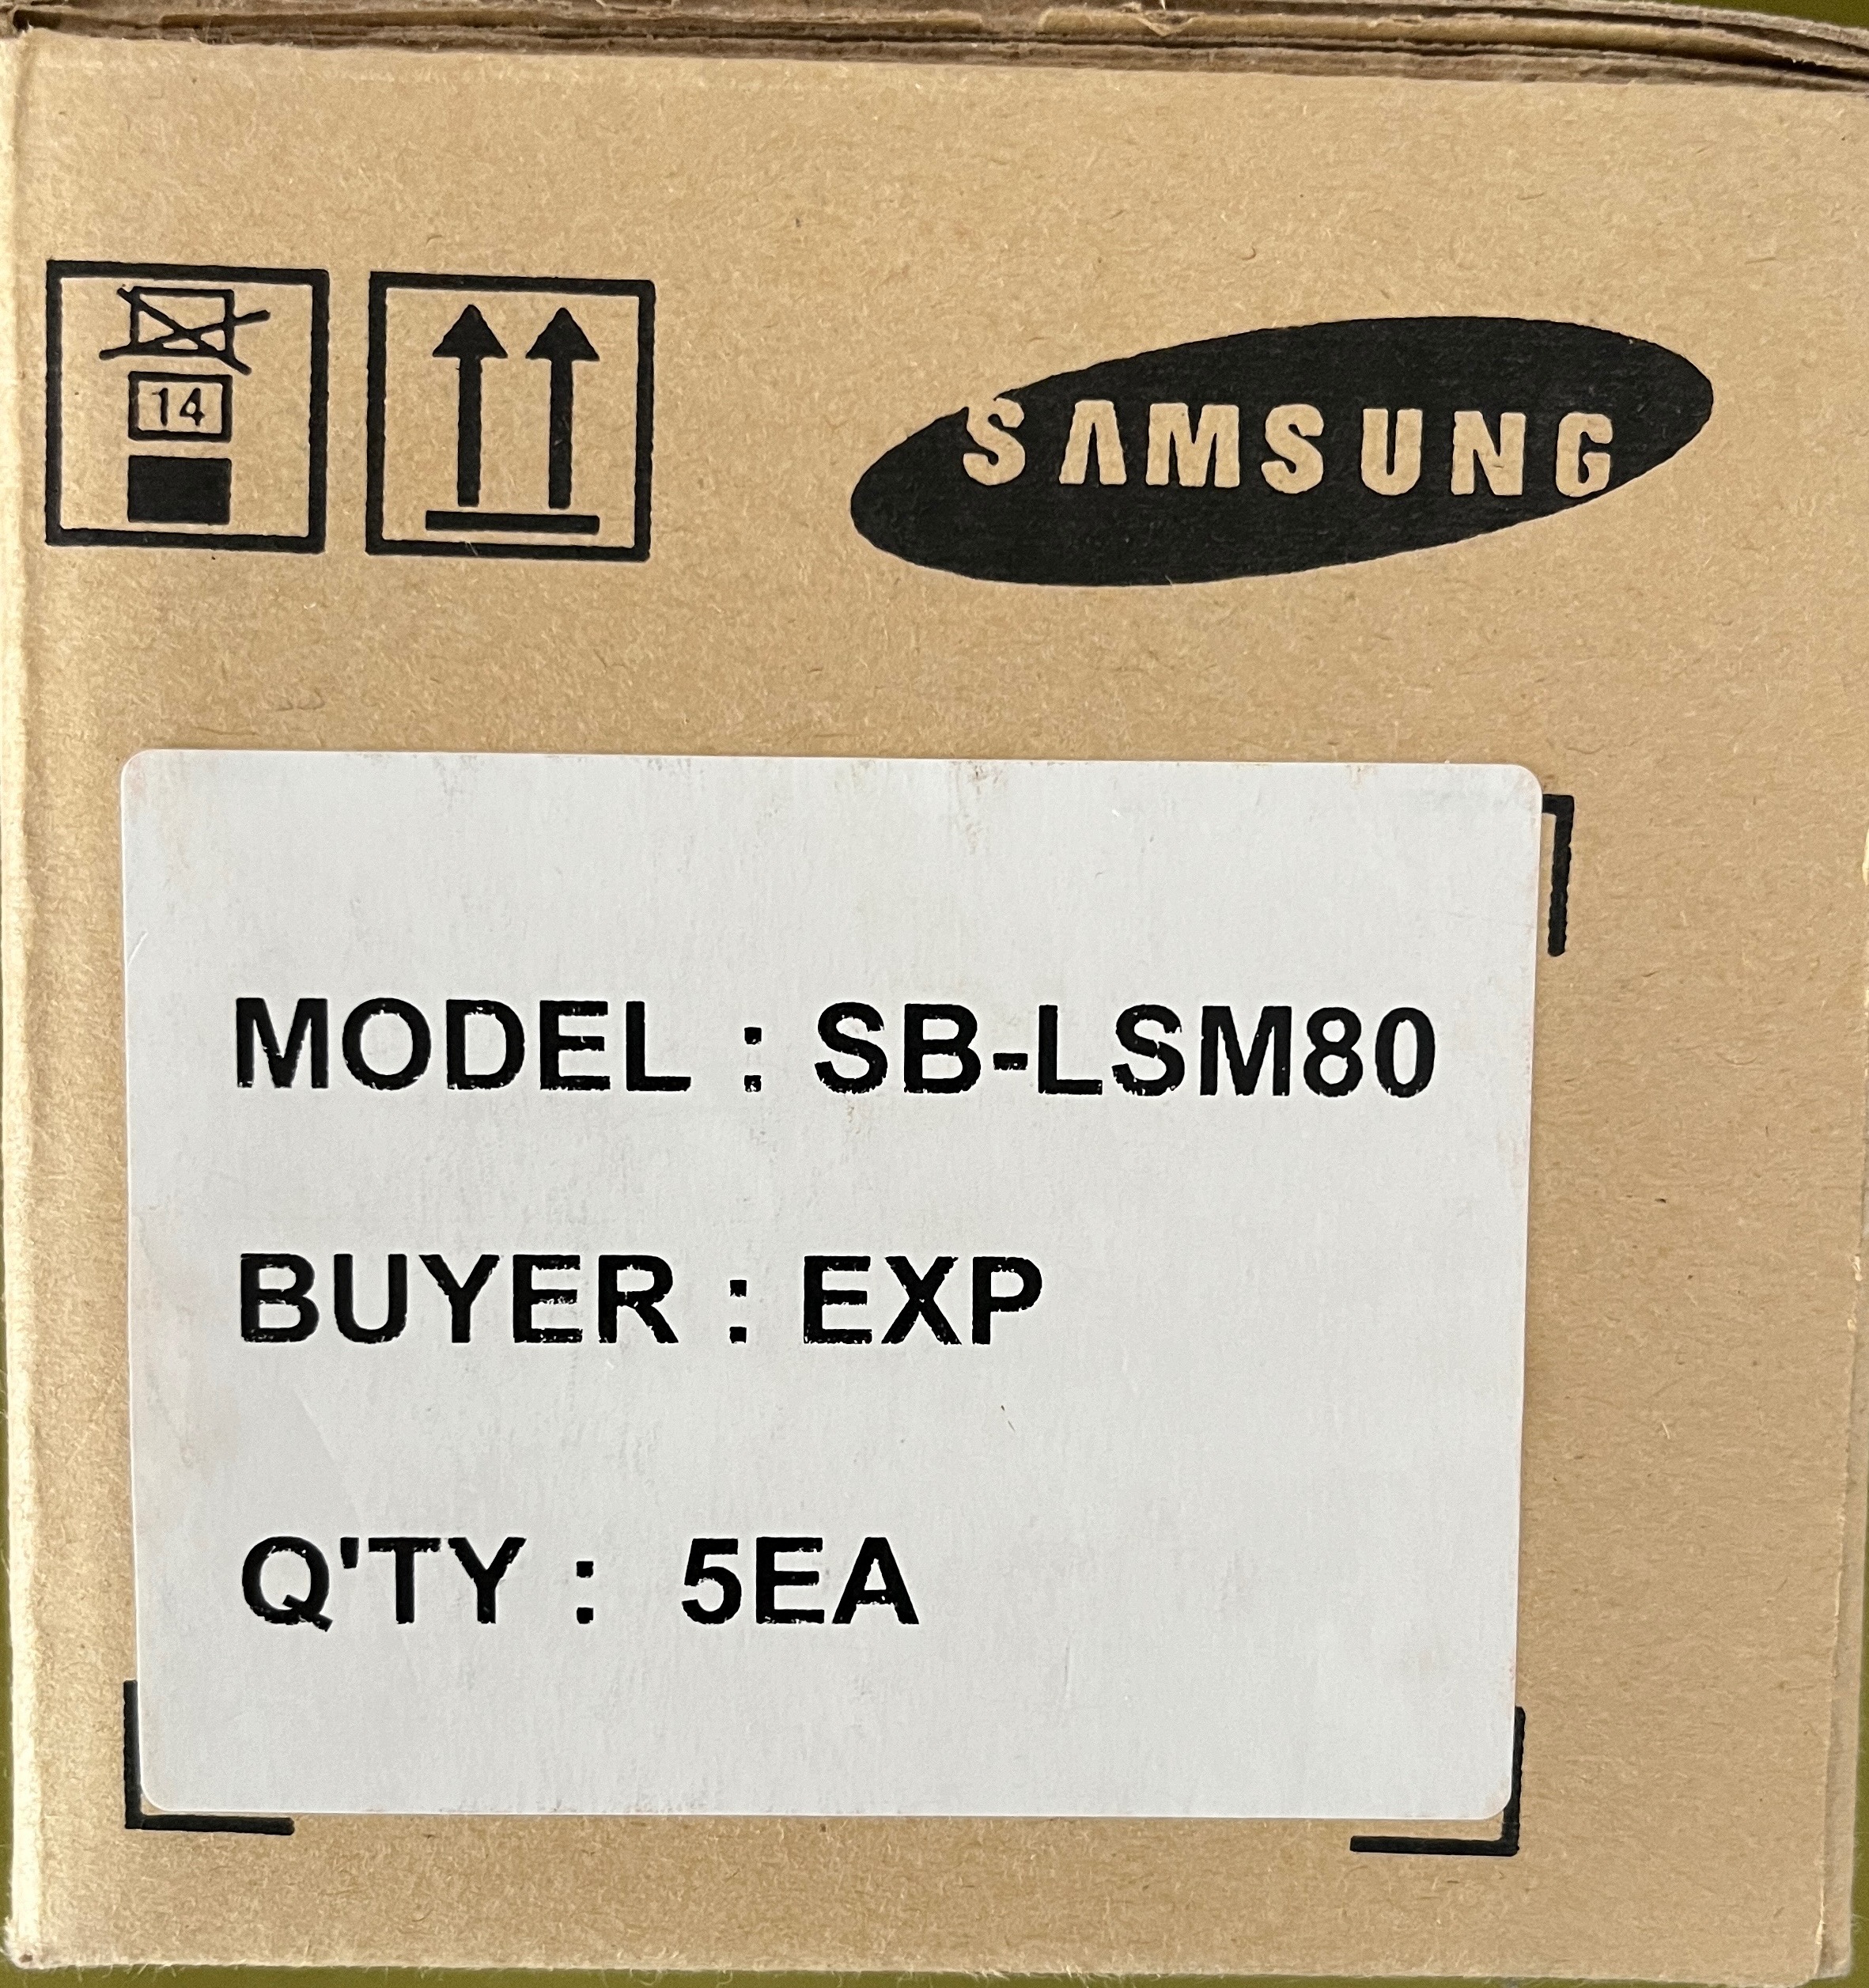 14
SAMSUNG
MODEL : SB-LSM80
BUYER : EXP
Q'TY : 5EA